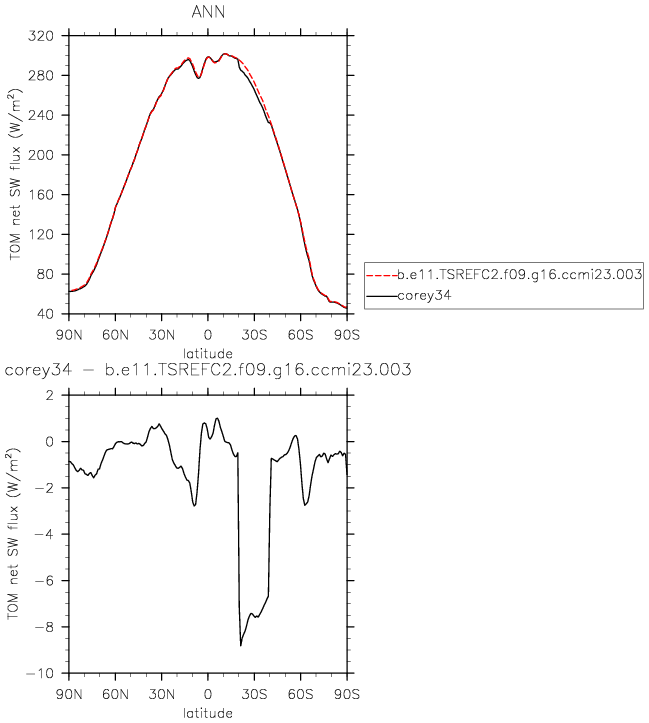 ANN
320
280
240
200
160
120
80
40
TOM net SW flux (W/m²)
90N 60N 30N 0 30S 60S 90S
latitude
b.e11.TSREFC2.f09.g16.ccmi23.003
corey34
corey34 − b.e11.TSREFC2.f09.g16.ccmi23.003
2
0
−2
−4
−6
−8
−10
TOM net SW flux (W/m²)
90N 60N 30N 0 30S 60S 90S
latitude